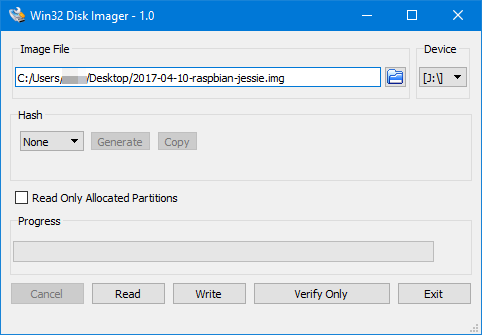 Win32 Disk Imager - 1.0
Image File
Device
C:/Users/ /Desktop/2017-04-10-raspbian-jessie.img
[J:\]
Hash
None
Generate
Copy
Read Only Allocated Partitions
Progress
Cancel
Read
Write
Verify Only
Exit